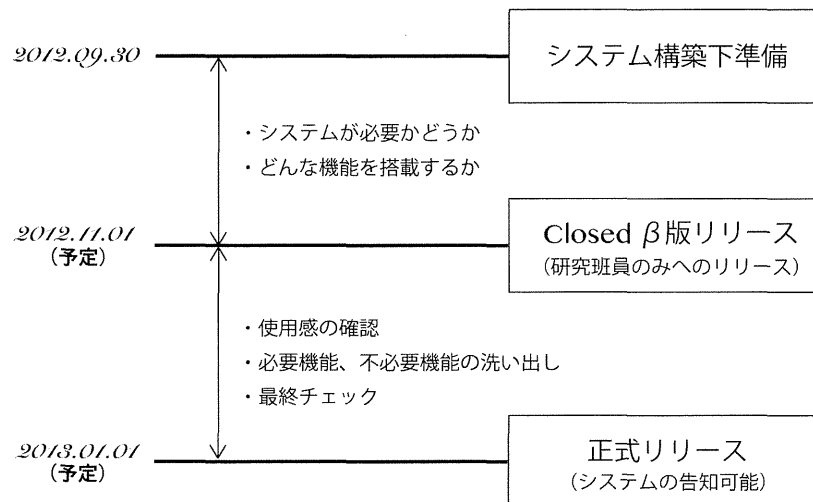 2012.09.30
システム構築下準備
・システムが必要かどうか
・どんな機能を搭載するか
2012.11.01
(予定)
Closed β版リリース
(研究班員のみへのリリース)
・使用感の確認
・必要機能、不必要機能の洗い出し
・最終チェック
2013.01.01
(予定)
正式リリース
(システムの告知可能)